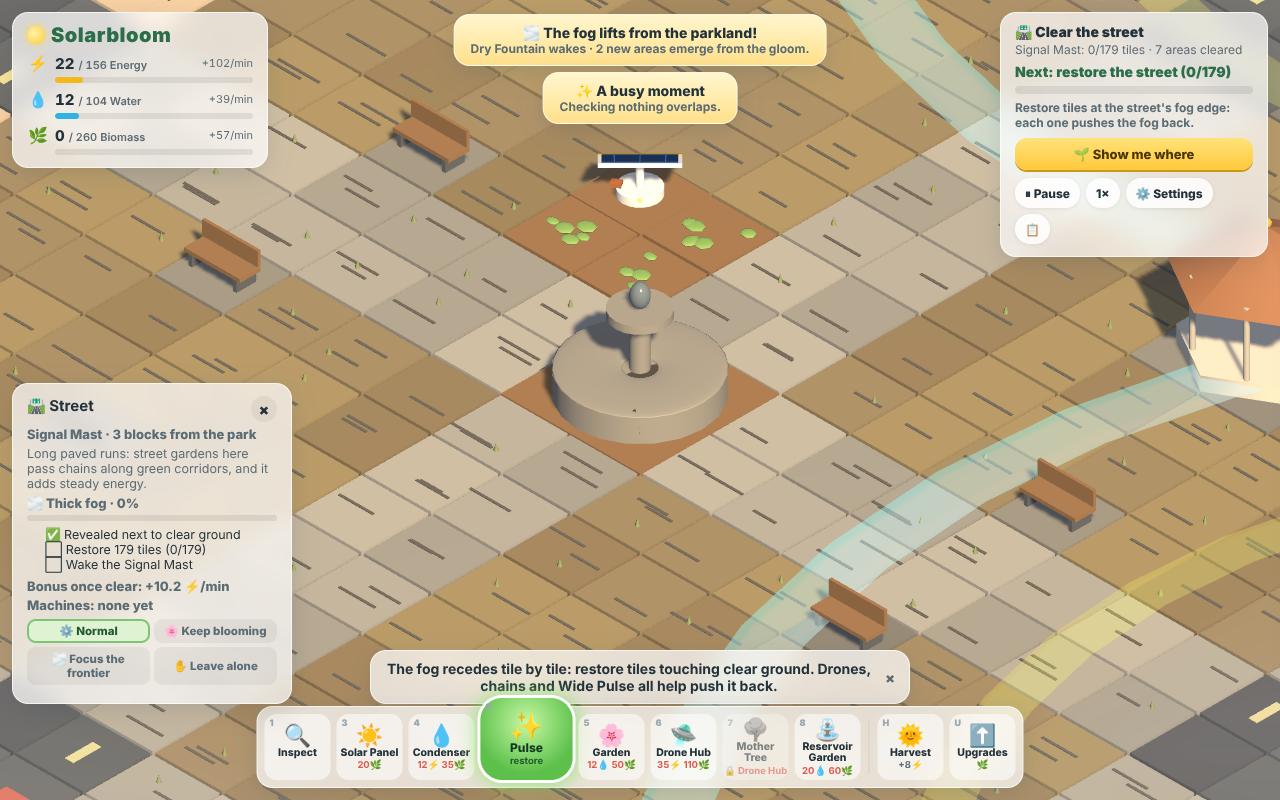 Solarbloom
⚡ 22 / 156 Energy +102/min
💧 12 / 104 Water +39/min
🌿 0 / 260 Biomass +57/min
🌫️ The fog lifts from the parkland!
Dry Fountain wakes · 2 new areas emerge from the gloom.
✨ A busy moment
Checking nothing overlaps.
🛣️ Clear the street
Signal Mast: 0/179 tiles · 7 areas cleared
Next: restore the street (0/179)
Restore tiles at the street's fog edge:
each one pushes the fog back.
🌱 Show me where
⏸ Pause
1×
⚙️ Settings
📋
🛣️ Street
✖
Signal Mast · 3 blocks from the park
Long paved runs: street gardens here
pass chains along green corridors, and it
adds steady energy.
🌫️ Thick fog · 0%
✅ Revealed next to clear ground
Restore 179 tiles (0/179)
Wake the Signal Mast
Bonus once clear: +10.2 ⚡/min
Machines: none yet
⚙️ Normal
🌸 Keep blooming
🌫️ Focus the
frontier
✋ Leave alone
The fog recedes tile by tile: restore tiles touching clear ground. Drones,
chains and Wide Pulse all help push it back.
✖
1
Inspect
3
Solar Panel
20🌿
4
Condenser
12⚡ 35🌿
Pulse
restore
5
Garden
12💧 50🌿
6
Drone Hub
35⚡ 110🌿
7
Mother
Tree
🔒 Drone Hub
8
Reservoir
Garden
20💧 60🌿
H
Harvest
+8⚡
U
Upgrades
🌿